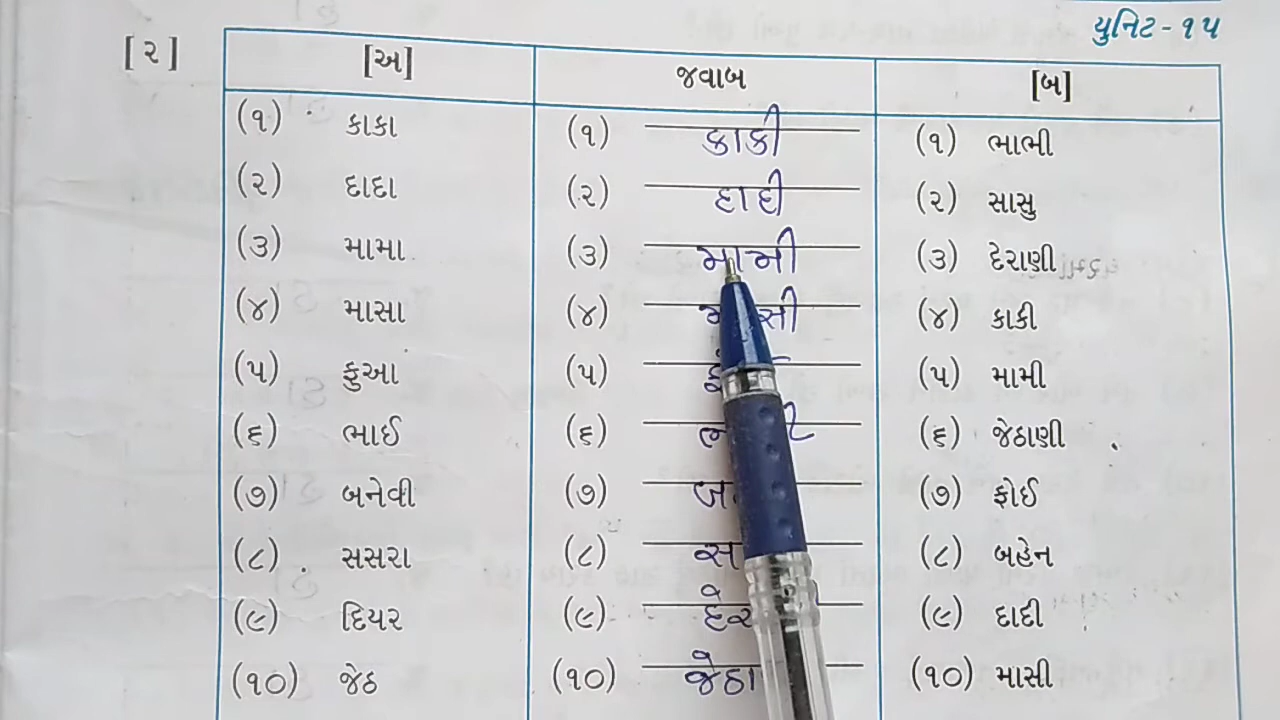 યુનિટ - ૧૫
[ ૨ ] [અ] જવાબ [બ]
(૧) કાકા (૧) કાકી (૧) ભાભી
(૨) દાદા (૨) દાદી (૨) સાસુ
(૩) મામા (૩) મામી (૩) દેરાણી
(૪) માસા (૪) (૪) કાકી
(૫) ફુઆ (૫) (૫) મામી
(૬) ભાઈ (૬) (૬) જેઠાણી
(૭) બનેવી (૭) (૭) ફોઈ
(૮) સસરા (૮) (૮) બહેન
(૯) દિયર (૯) (૯) દાદી
(૧૦) જેઠ (૧૦) (૧૦) માસી